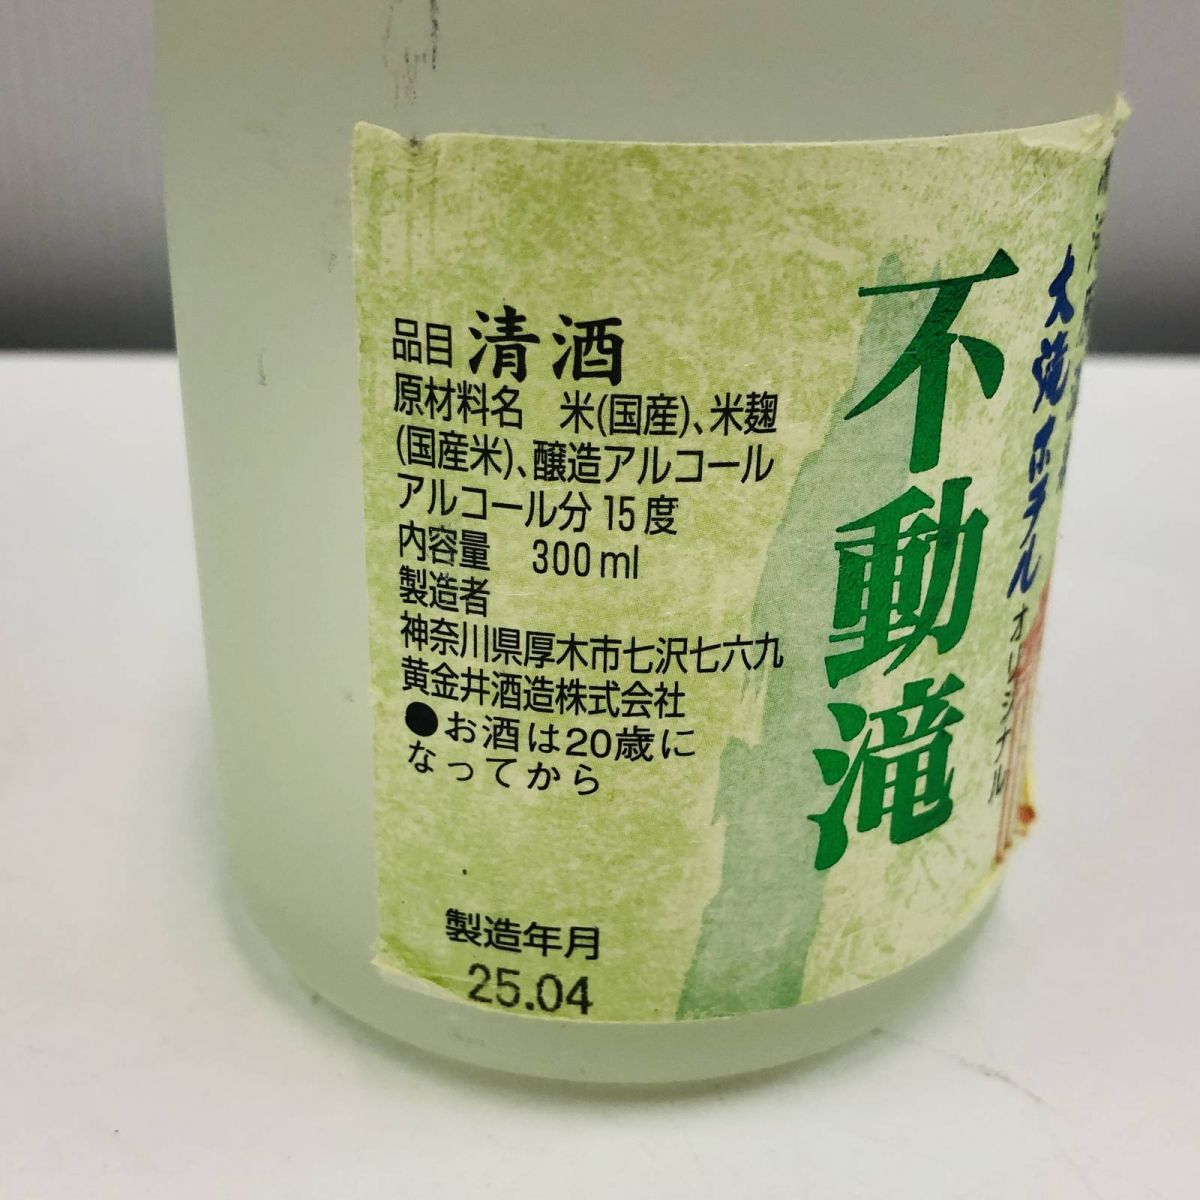 大滝ホテル
オリジナル
不動滝
品目 清酒
原材料名 米(国産)、米麹
(国産米)、醸造アルコール
アルコール分 15度
内容量 300ml
製造者
神奈川県厚木市七沢七六九
黄金井酒造株式会社
●お酒は20歳に
なってから
製造年月
25.04